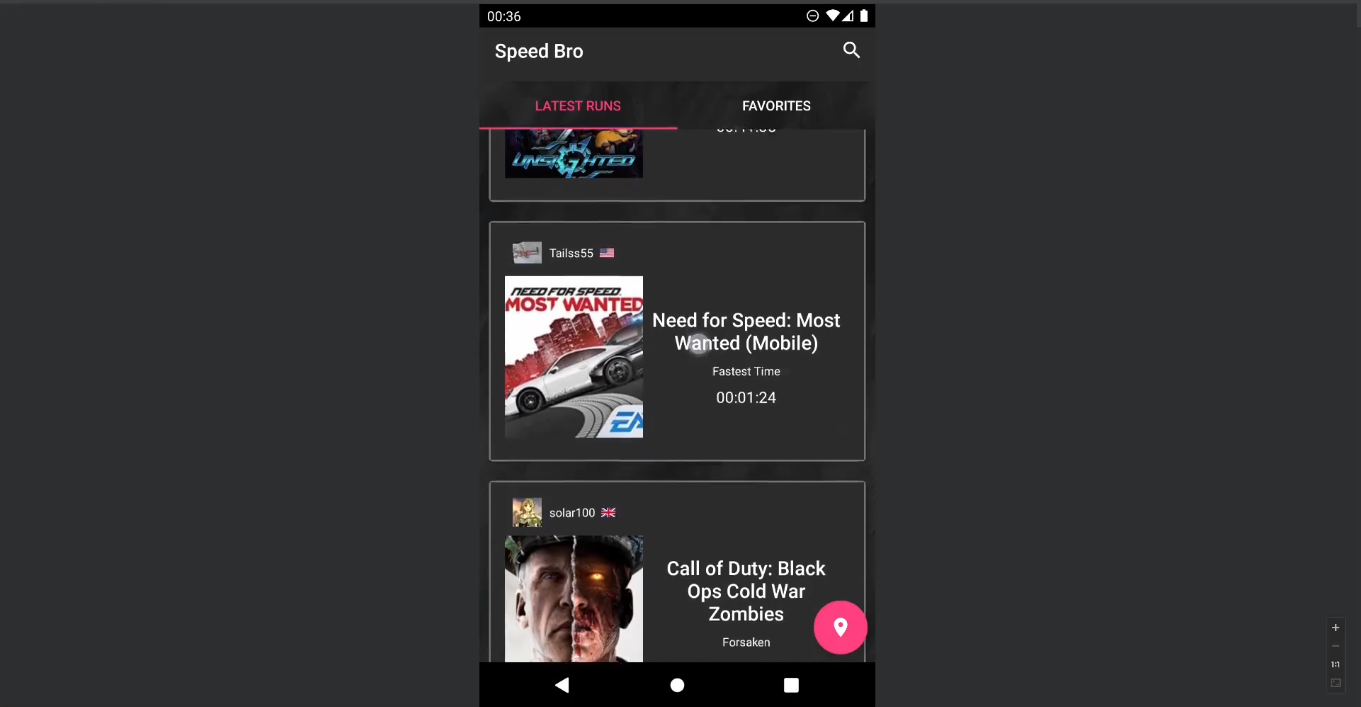 00:36
Speed Bro
LATEST RUNS
FAVORITES
UNSIGHTED
Tailss55
NEED FOR SPEED
MOST WANTED
EA
Need for Speed: Most
Wanted (Mobile)
Fastest Time
00:01:24
solar100
Call of Duty: Black
Ops Cold War
Zombies
Forsaken
1:1